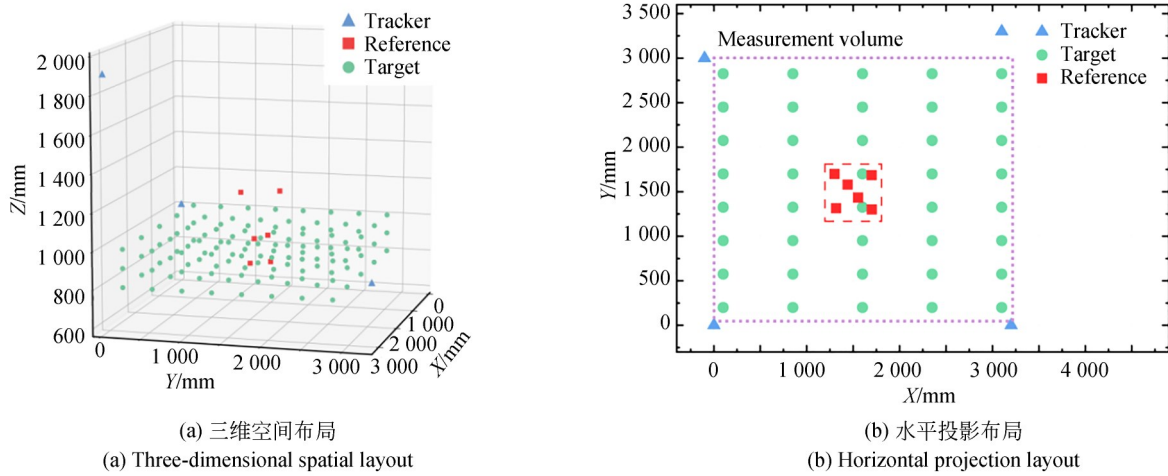 Tracker
Reference
Target
2 000
1 800
1 600
1 400
1 200
1 000
800
600
Z/mm
0
1 000
2 000
3 000
Y/mm
0
1 000
2 000
3 000
X/mm
(a) 三维空间布局
(a) Three-dimensional spatial layout
3 500
3 000
2 500
2 000
1 500
1 000
500
0
Y/mm
Measurement volume
Tracker
Target
Reference
0
1 000
2 000
3 000
4 000
X/mm
(b) 水平投影布局
(b) Horizontal projection layout